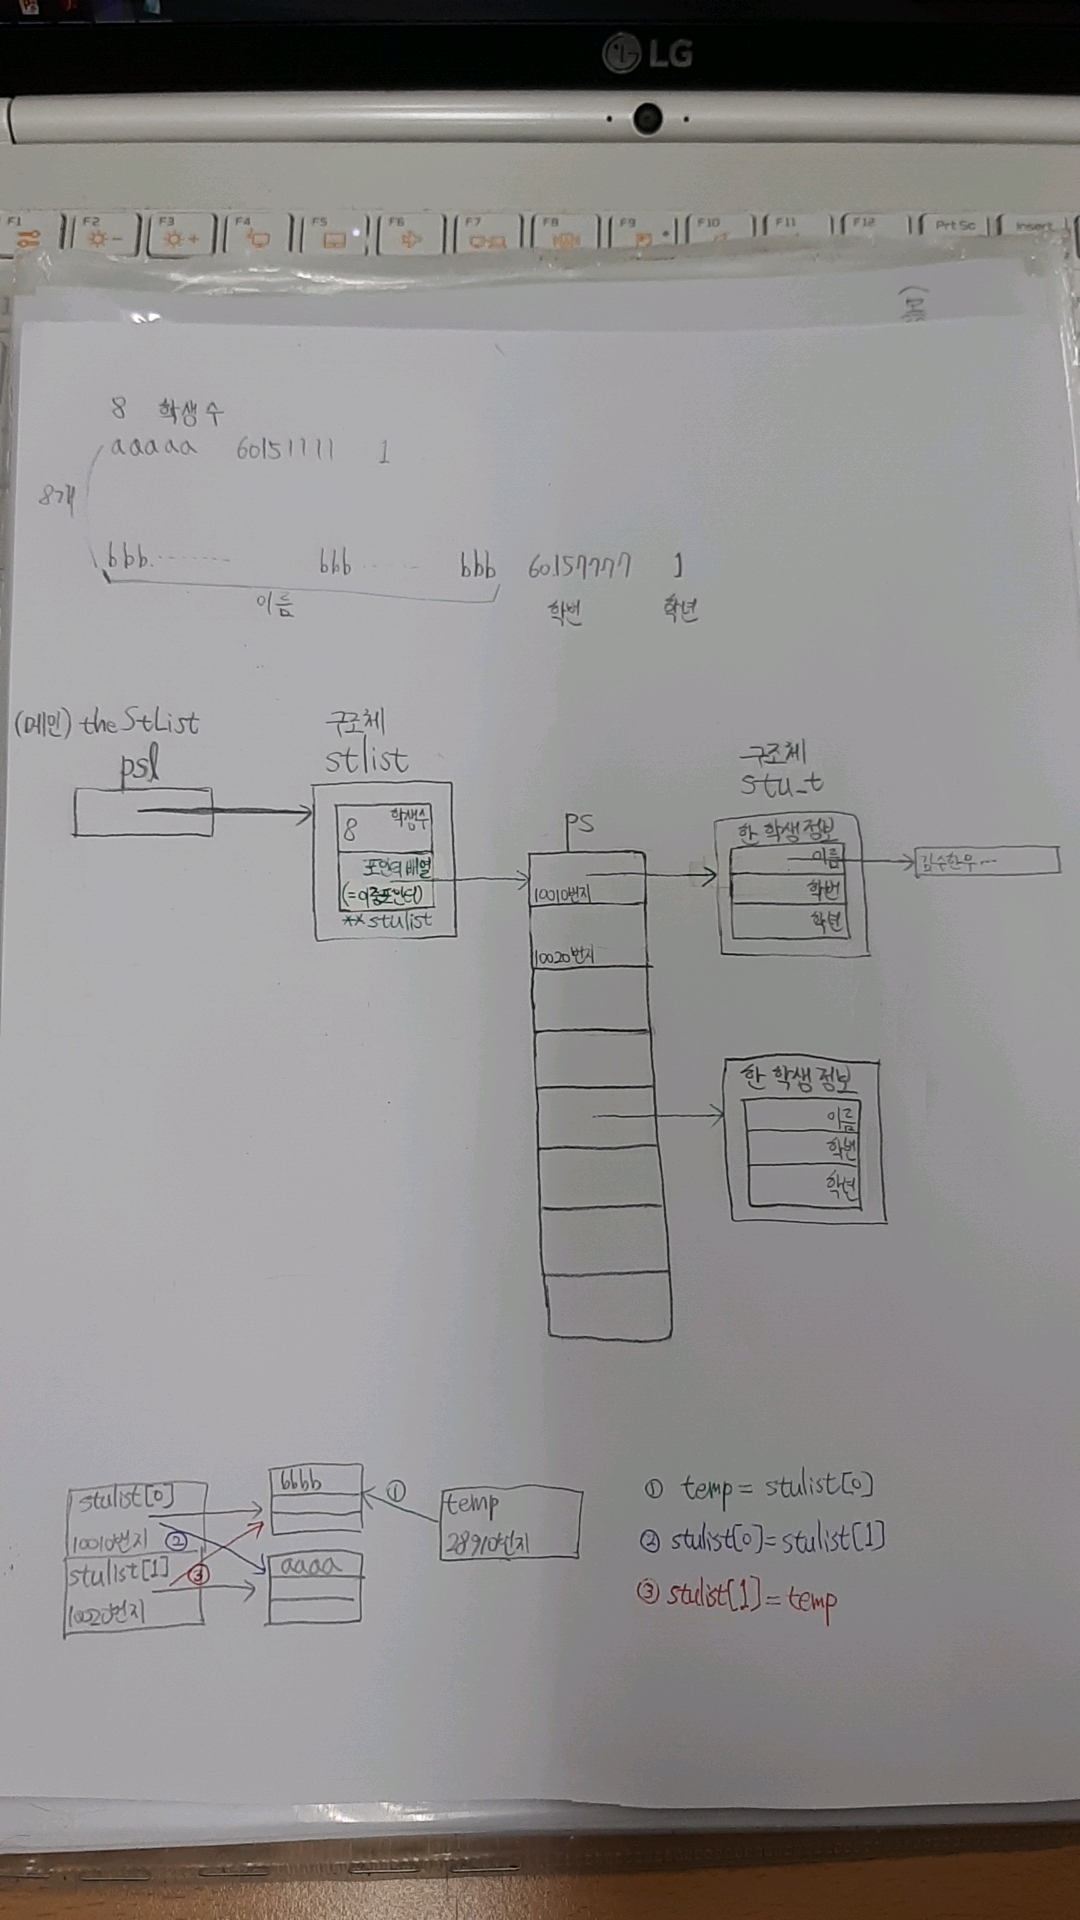 LG
F1 F2 F3 F4 F5 F6 F7 F8 F9 F10 F11 F12 PrtSc Insert
8 학생수
aaaaa 60151111 1
8개
bbb......... bbb...... bbb 60157777 1
이름 학번 학년
(메인) the StList
psl
구조체
stlist
8 학생수
포인터 배열
(=이중포인터)
**stulist
PS
10010번지
10020번지
구조체
stu_t
한 학생정보
이름
학번
학년
김수한무...
한 학생정보
이름
학번
학년
stulist[0]
10010번지
stulist[1]
10020번지
②
③
bbbb
aaaa
①
temp
28910번지
① temp = stulist[0]
② stulist[0]=stulist[1]
③ stulist[1]=temp